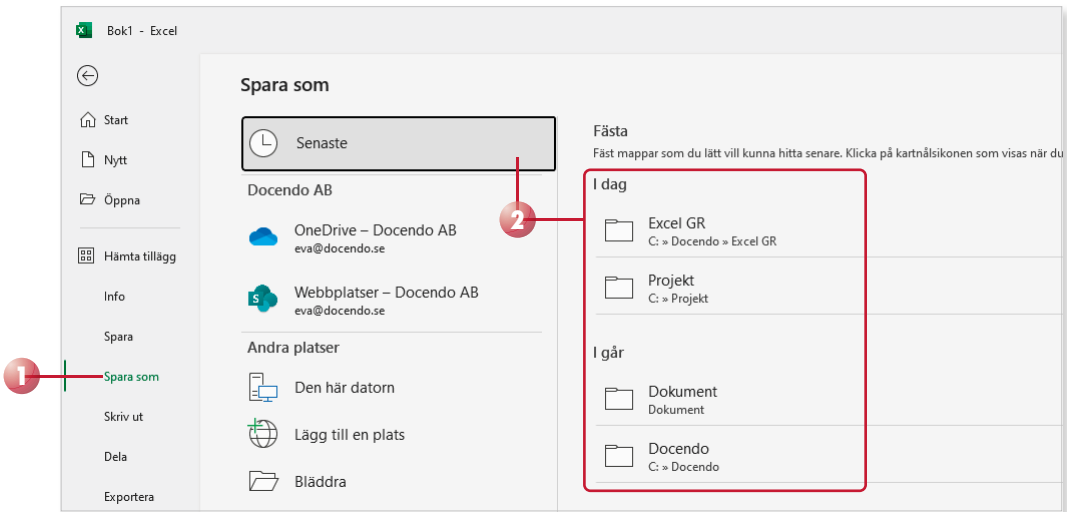 Bok1 - Excel
Start
Nytt
Öppna
Hämta tillägg
Info
Spara
1
Spara som
Skriv ut
Dela
Exportera
Spara som
Senaste
Docendo AB
OneDrive – Docendo AB
eva@docendo.se
S
Webbplatser – Docendo AB
eva@docendo.se
Andra platser
Den här datorn
Lägg till en plats
Bläddra
2
Fästa
Fäst mappar som du lätt vill kunna hitta senare. Klicka på kartnålsikonen som visas när du
I dag
Excel GR
C: » Docendo » Excel GR
Projekt
C: » Projekt
I går
Dokument
Dokument
Docendo
C: » Docendo